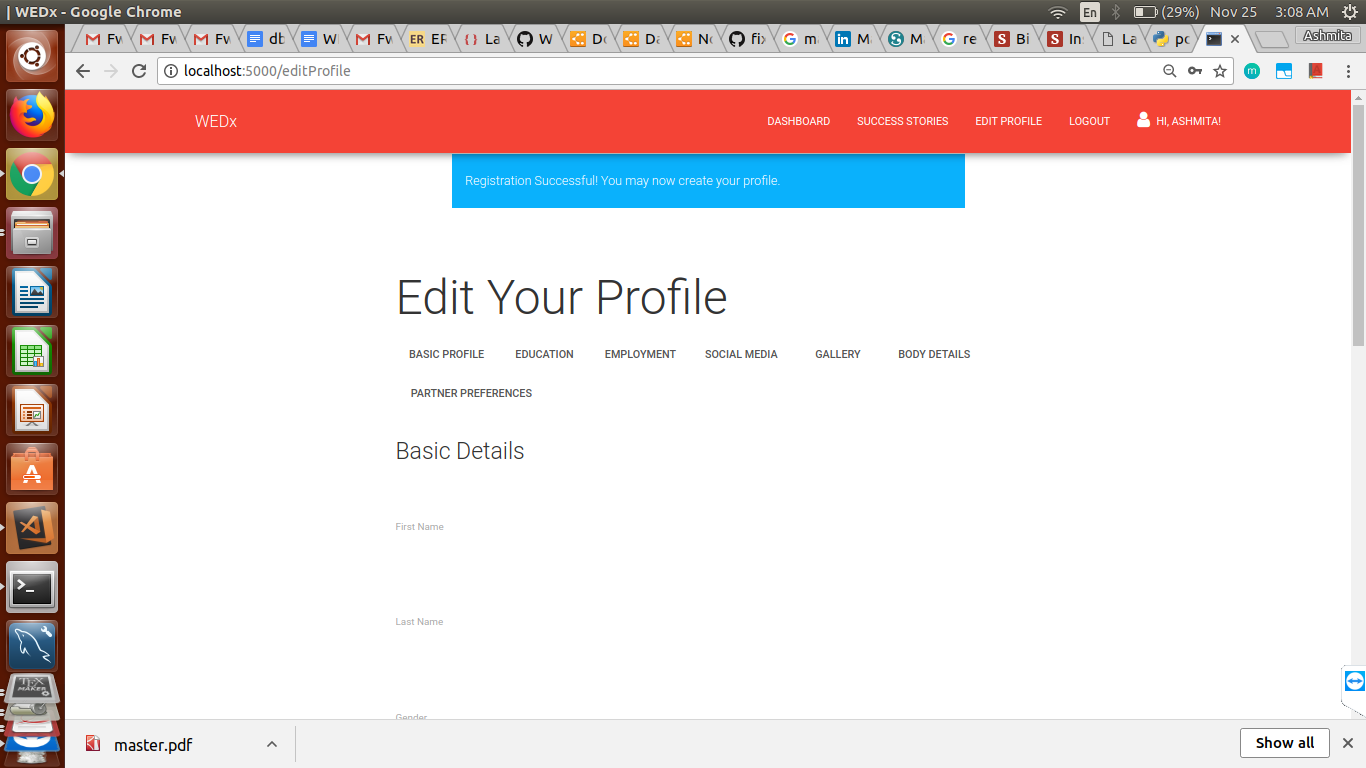 | WEDx - Google Chrome
En
(29%)
Nov 25
3:08 AM
Fw
Fw
Fw
db
Fw
ER
EF
La
W
Do
Da
No
fix
G
m
in
M
M
G
re
S
Bi
S
In
La
po
Ashmita
localhost:5000/editProfile
m
WEDx
DASHBOARD
SUCCESS STORIES
EDIT PROFILE
LOGOUT
HI, ASHMITA!
Registration Successful! You may now create your profile.
Edit Your Profile
BASIC PROFILE
EDUCATION
EMPLOYMENT
SOCIAL MEDIA
GALLERY
BODY DETAILS
PARTNER PREFERENCES
Basic Details
First Name
Last Name
Gender
master.pdf
Show all